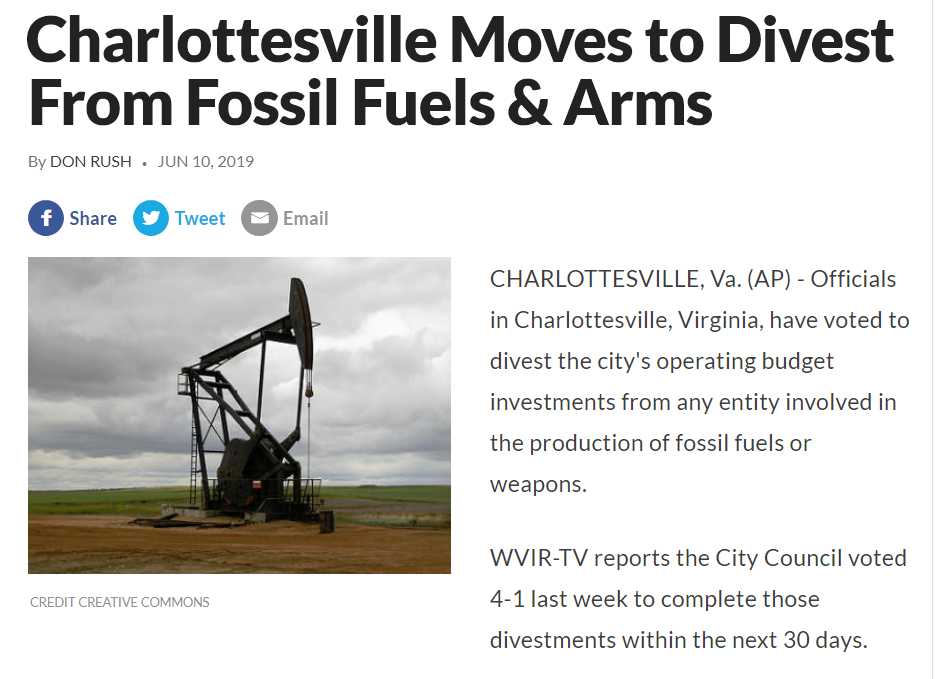 Charlottesville Moves to Divest
From Fossil Fuels & Arms
By DON RUSH • JUN 10, 2019
f Share Tweet Email
CHARLOTTESVILLE, Va. (AP) - Officials
in Charlottesville, Virginia, have voted to
divest the city's operating budget
investments from any entity involved in
the production of fossil fuels or
weapons.
WVIR-TV reports the City Council voted
4-1 last week to complete those
divestments within the next 30 days.
CREDIT CREATIVE COMMONS